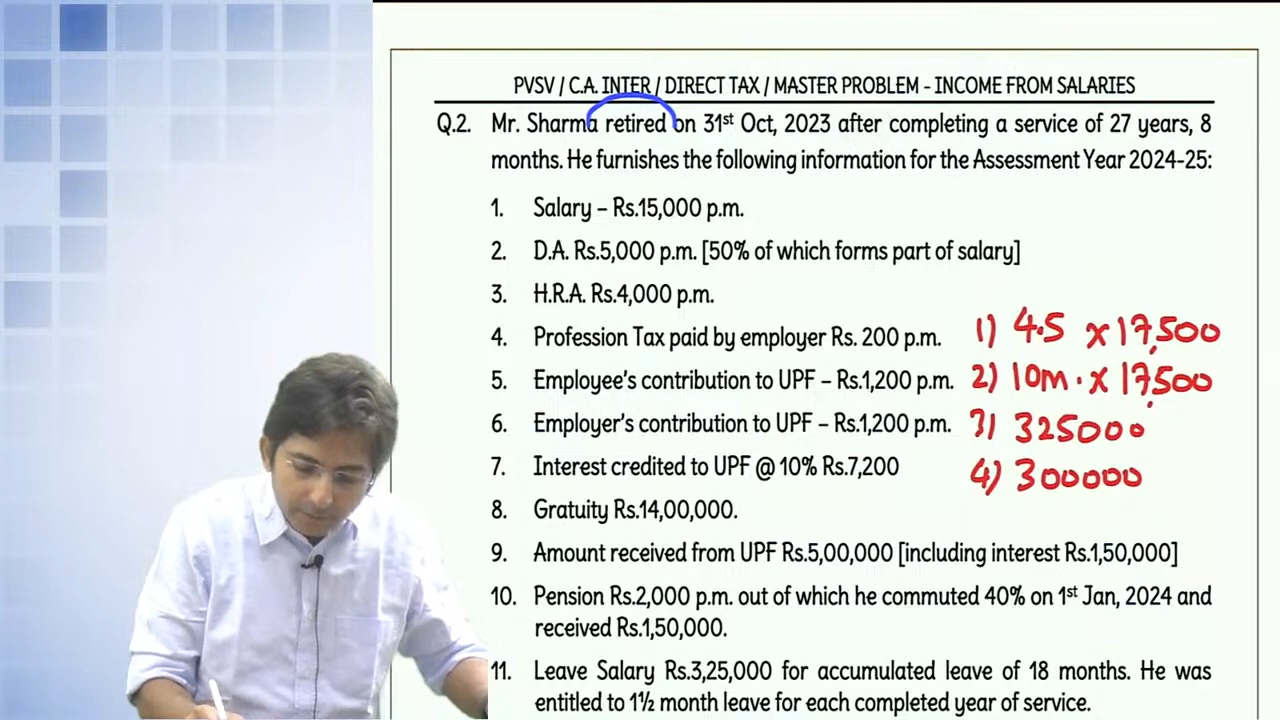 PVSV / C.A. INTER / DIRECT TAX / MASTER PROBLEM - INCOME FROM SALARIES
Q.2. Mr. Sharma retired on 31st Oct, 2023 after completing a service of 27 years, 8
months. He furnishes the following information for the Assessment Year 2024-25:
1. Salary – Rs.15,000 p.m.
2. D.A. Rs.5,000 p.m. [50% of which forms part of salary]
3. H.R.A. Rs.4,000 p.m.
4. Profession Tax paid by employer Rs. 200 p.m.
1) 4.5 x 17,500
5. Employee's contribution to UPF – Rs.1,200 p.m.
2) 10m. x 17,500
6. Employer's contribution to UPF – Rs.1,200 p.m.
3) 325000
7. Interest credited to UPF @ 10% Rs.7,200
4) 300000
8. Gratuity Rs.14,00,000.
9. Amount received from UPF Rs.5,00,000 [including interest Rs.1,50,000]
10. Pension Rs.2,000 p.m. out of which he commuted 40% on 1st Jan, 2024 and
received Rs.1,50,000.
11. Leave Salary Rs.3,25,000 for accumulated leave of 18 months. He was
entitled to 1½ month leave for each completed year of service.